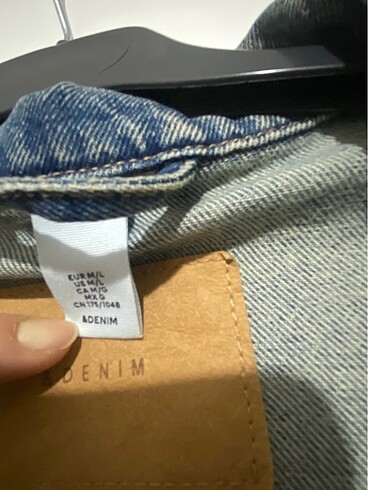 EUR M/L
US M/L
CA M/G
MX G
CN 175/104B
&DENIM
&DENIM